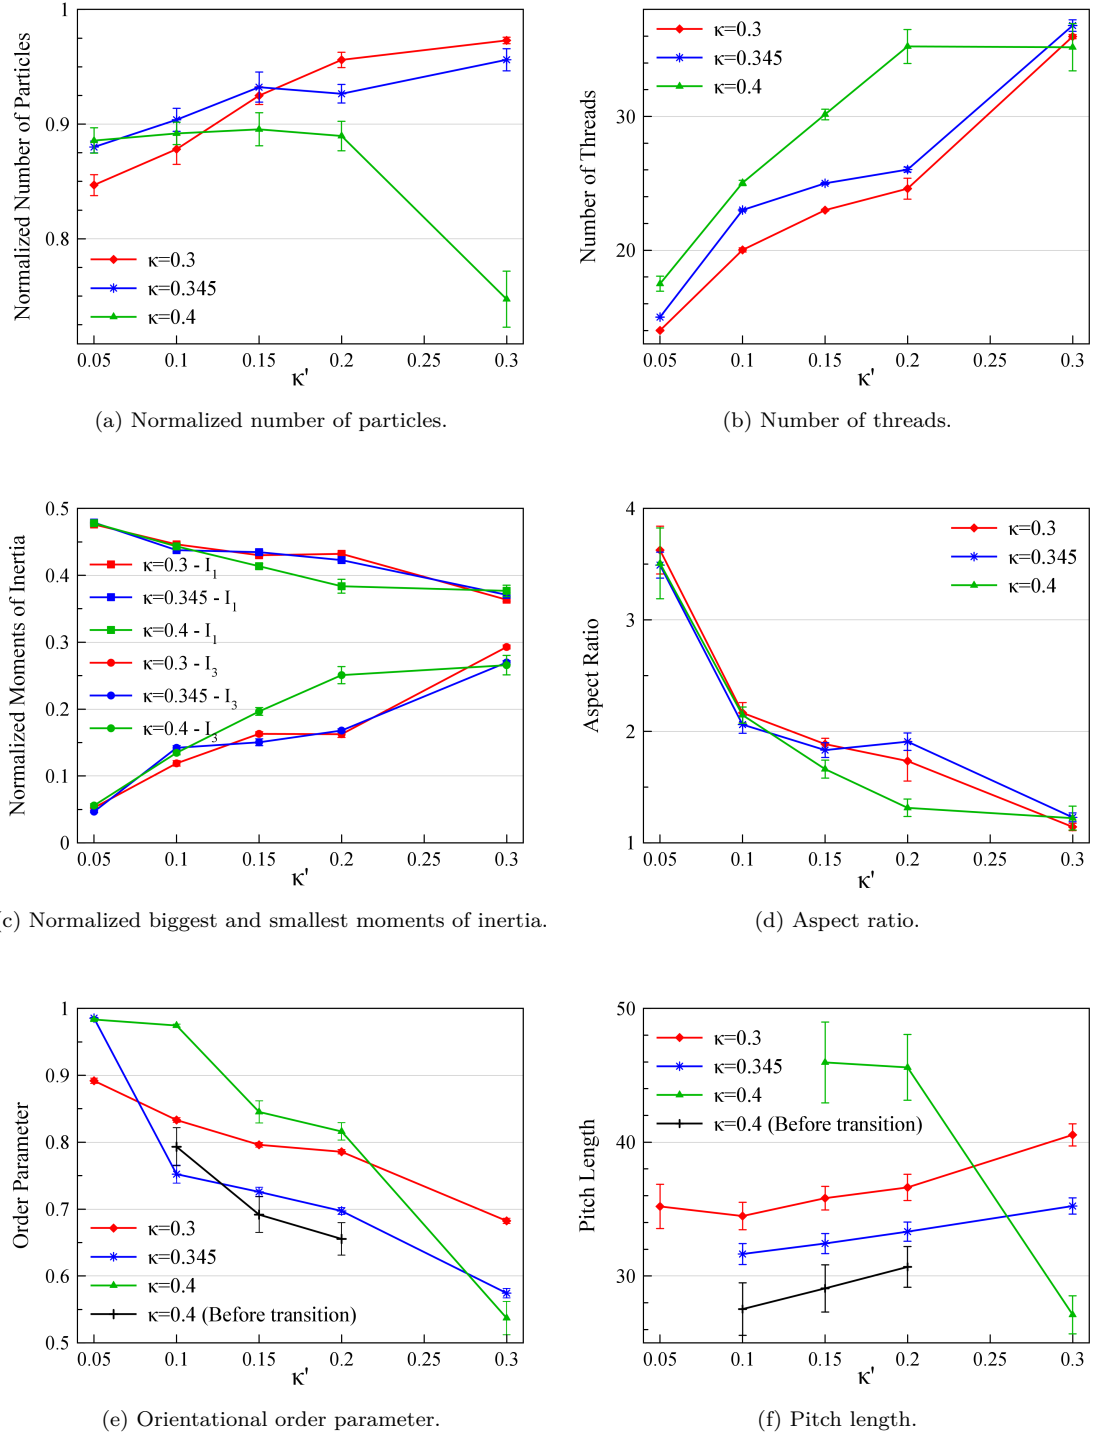 1
0.9
0.8
Normalized Number of Particles
κ=0.3
κ=0.345
κ=0.4
0.05 0.1 0.15 0.2 0.25 0.3
κ'
(a) Normalized number of particles.
30
20
Number of Threads
κ=0.3
κ=0.345
κ=0.4
0.05 0.1 0.15 0.2 0.25 0.3
κ'
(b) Number of threads.
0.5
0.4
0.3
0.2
0.1
0
Normalized Moments of Inertia
κ=0.3 - I1
κ=0.345 - I1
κ=0.4 - I1
κ=0.3 - I3
κ=0.345 - I3
κ=0.4 - I3
0.05 0.1 0.15 0.2 0.25 0.3
κ'
(c) Normalized biggest and smallest moments of inertia.
4
3
2
1
Aspect Ratio
κ=0.3
κ=0.345
κ=0.4
0.05 0.1 0.15 0.2 0.25 0.3
κ'
(d) Aspect ratio.
1
0.9
0.8
0.7
0.6
0.5
Order Parameter
κ=0.3
κ=0.345
κ=0.4
κ=0.4 (Before transition)
0.05 0.1 0.15 0.2 0.25 0.3
κ'
(e) Orientational order parameter.
50
40
30
Pitch Length
κ=0.3
κ=0.345
κ=0.4
κ=0.4 (Before transition)
0.05 0.1 0.15 0.2 0.25 0.3
κ'
(f) Pitch length.